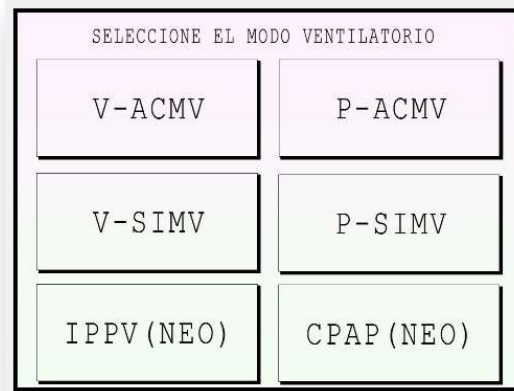 SELECCIONE EL MODO VENTILATORIO
V-ACMV P-ACMV
V-SIMV P-SIMV
IPPV(NEO) CPAP(NEO)